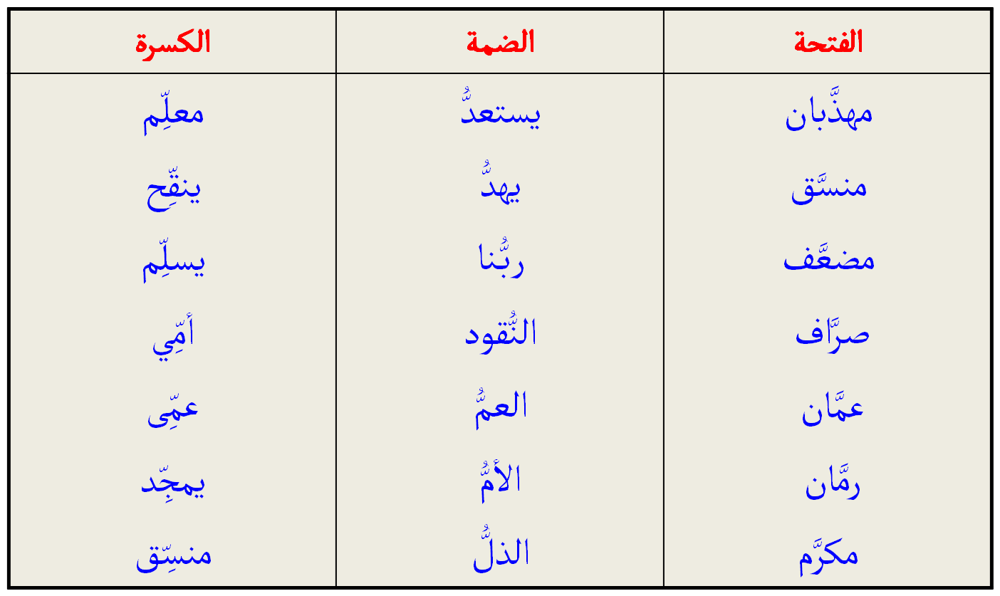 الفتحة الضمة الكسرة
مهذَّبان يستعدُّ معلِّم
منسَّق يهدُّ ينقِّح
مضعَّف ربُّنا يسلِّم
صرَّاف النُّقود أمِّي
عمَّان العمُّ عمِّى
رمَّان الأمُّ يمجِّد
مكرَّم الذلُّ منسِّق